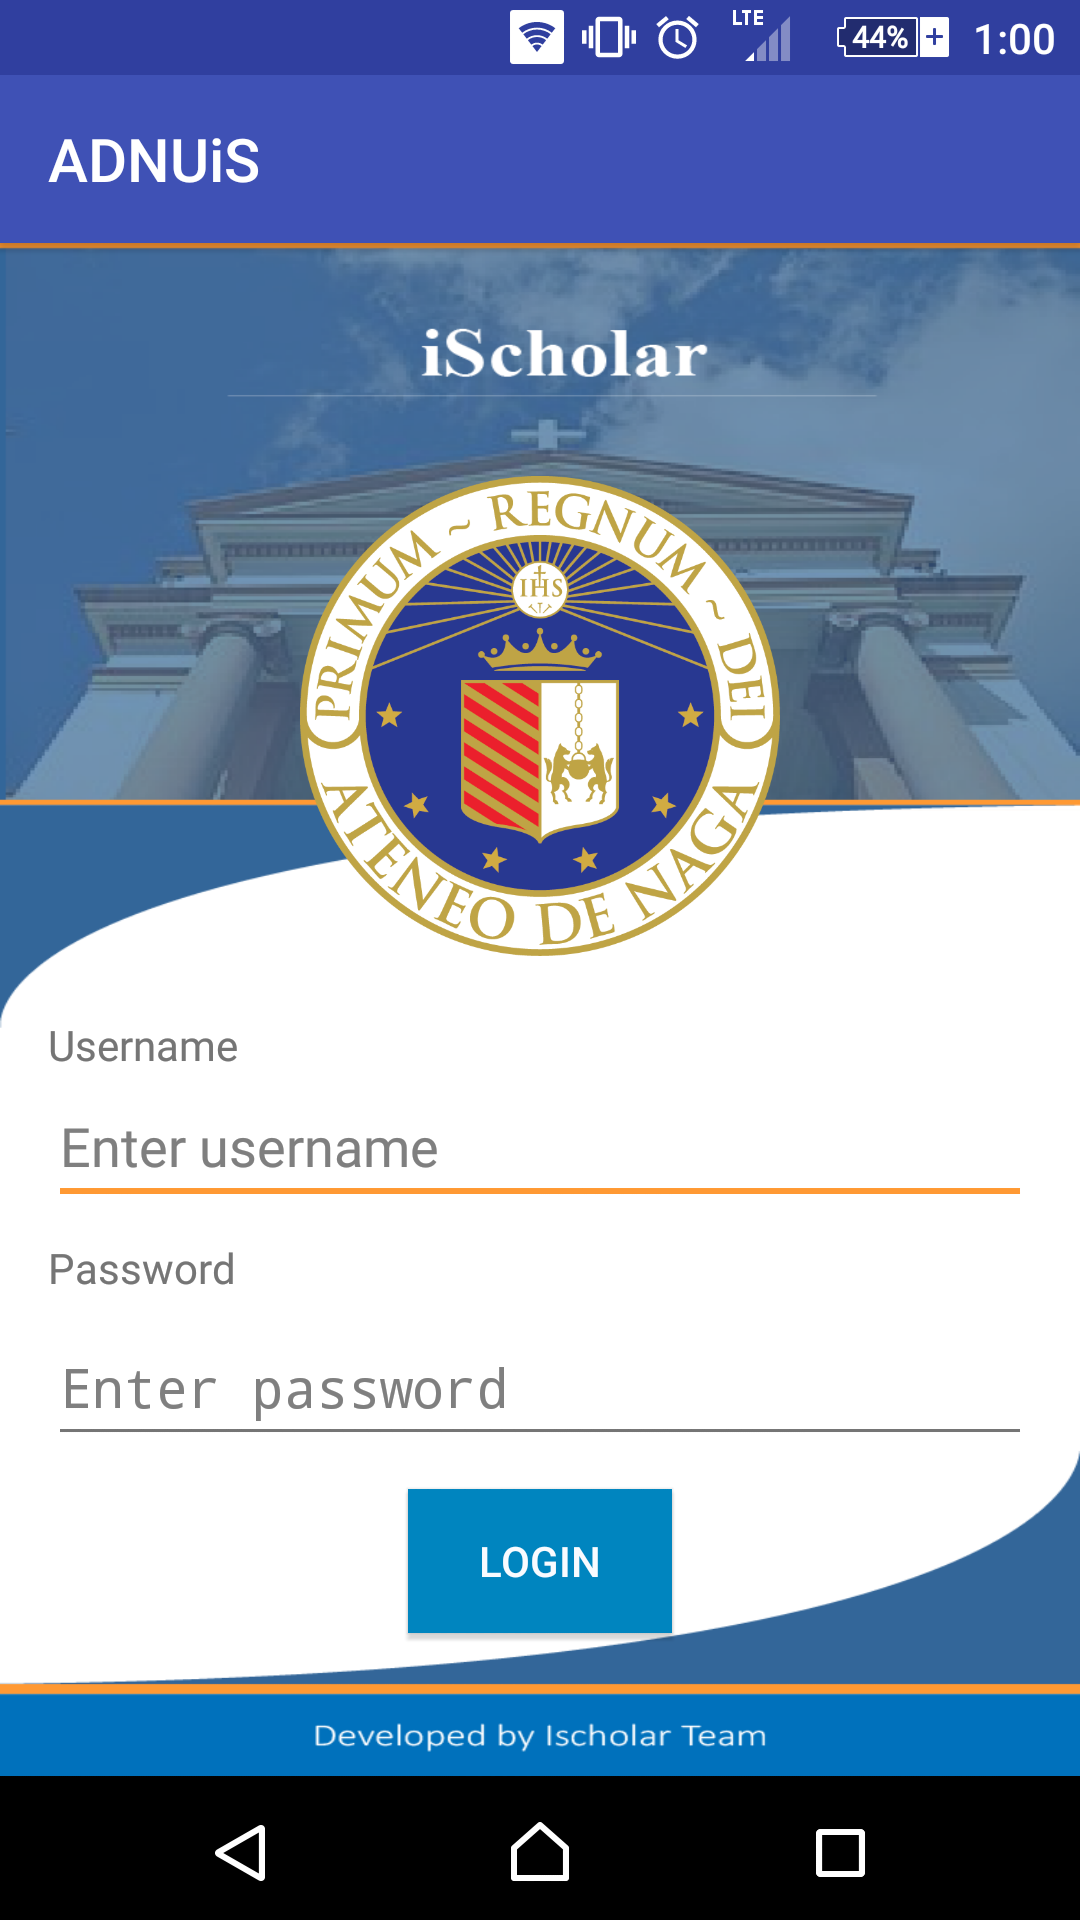 LTE
44%
1:00
ADNUiS
iScholar
PRIMUM ~ REGNUM ~ DEI
IHS
ATENEO DE NAGA
Username
Enter username
Password
Enter password
LOGIN
Developed by Ischolar Team